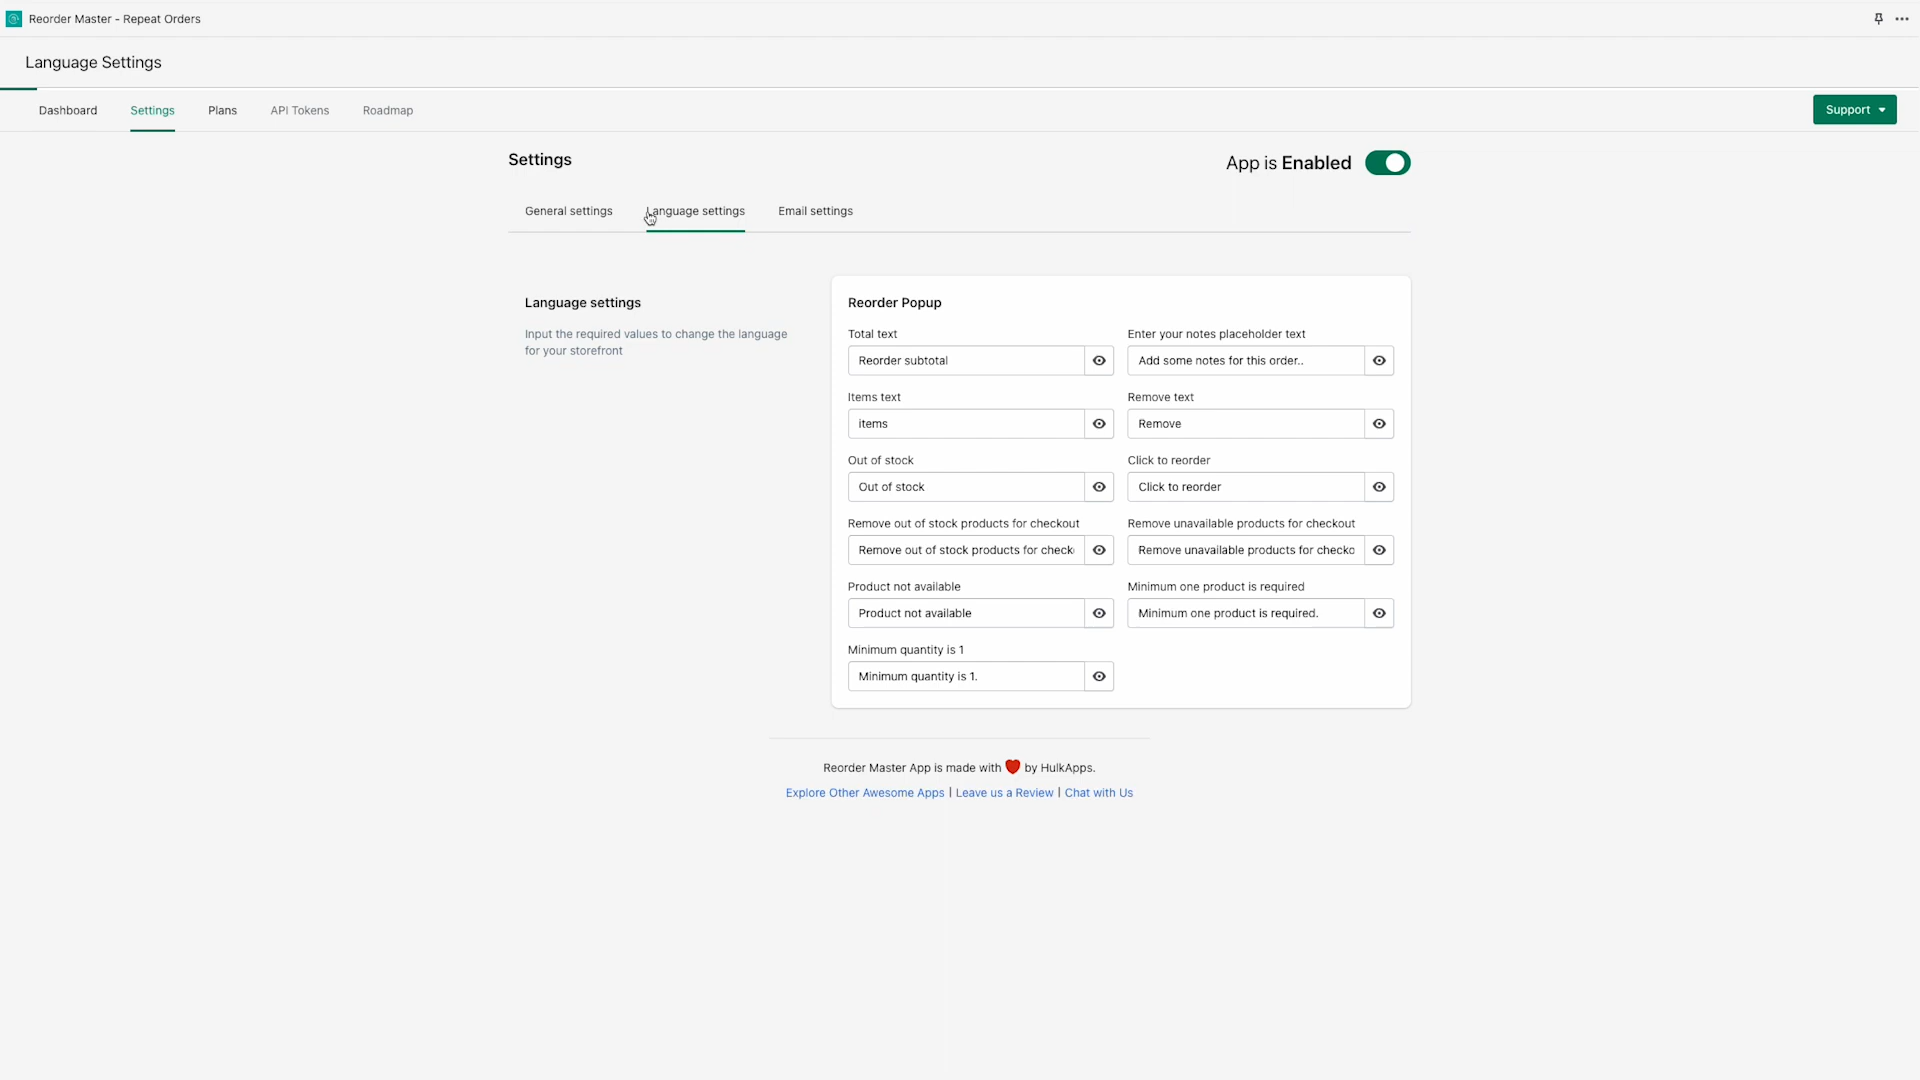 Reorder Master - Repeat Orders
Language Settings
Dashboard Settings Plans API Tokens Roadmap Support
Settings App is Enabled
General settings Language settings Email settings
Language settings
Input the required values to change the language
for your storefront
Reorder Popup
Total text Enter your notes placeholder text
Reorder subtotal Add some notes for this order..
Items text Remove text
items Remove
Out of stock Click to reorder
Out of stock Click to reorder
Remove out of stock products for checkout Remove unavailable products for checkout
Remove out of stock products for check Remove unavailable products for checko
Product not available Minimum one product is required
Product not available Minimum one product is required.
Minimum quantity is 1
Minimum quantity is 1.
Reorder Master App is made with ❤ by HulkApps.
Explore Other Awesome Apps | Leave us a Review | Chat with Us